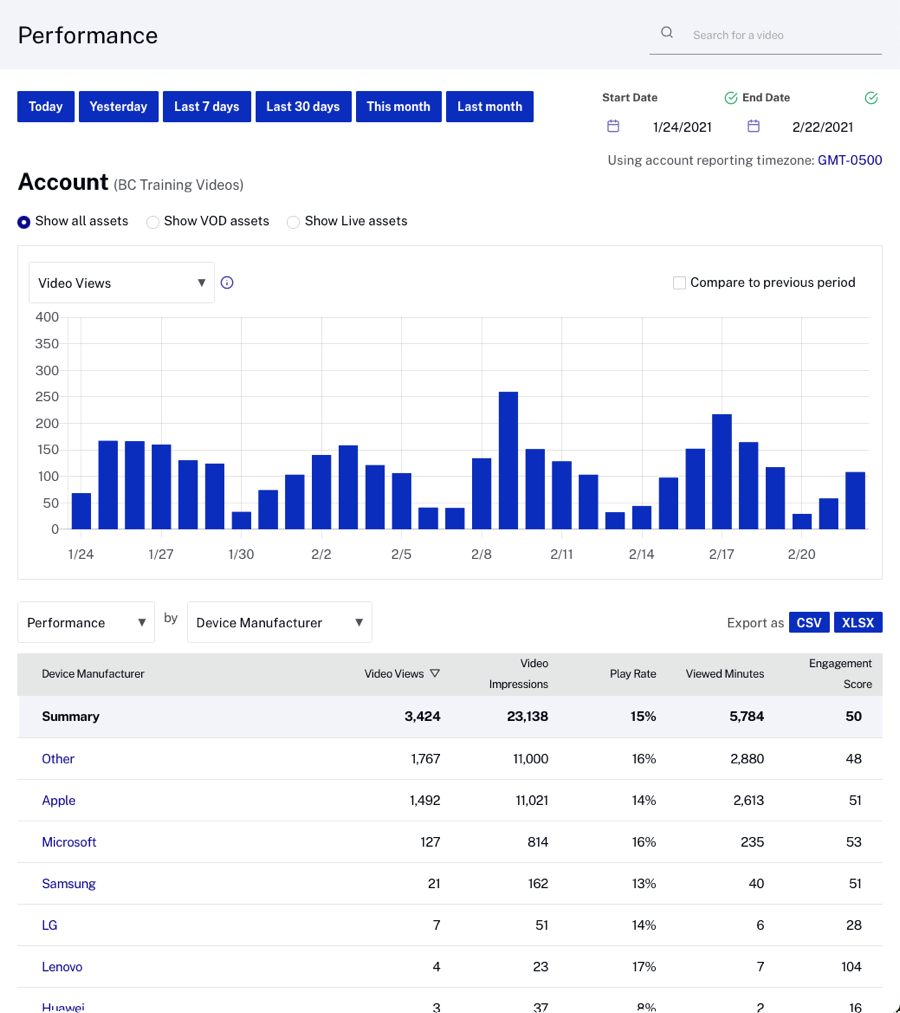 Performance
Search for a video
Today Yesterday Last 7 days Last 30 days This month Last month
Start Date End Date
1/24/2021 2/22/2021
Using account reporting timezone: GMT-0500
Account (BC Training Videos)
Show all assets Show VOD assets Show Live assets
Video Views Compare to previous period
400
350
300
250
200
150
100
50
0
1/24 1/27 1/30 2/2 2/5 2/8 2/11 2/14 2/17 2/20
Performance by Device Manufacturer Export as CSV XLSX
Device Manufacturer Video Views Video Impressions Play Rate Viewed Minutes Engagement Score
Summary 3,424 23,138 15% 5,784 50
Other 1,767 11,000 16% 2,880 48
Apple 1,492 11,021 14% 2,613 51
Microsoft 127 814 16% 235 53
Samsung 21 162 13% 40 51
LG 7 51 14% 6 28
Lenovo 4 23 17% 7 104
Huawei 3 37 8% 2 16